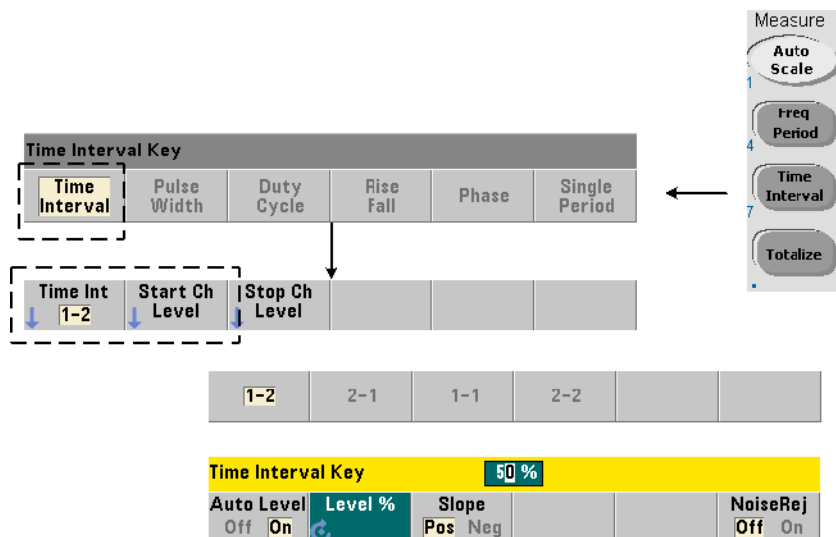 Measure
Auto
Scale
1
Freq
Period
4
Time
Interval
7
Totalize
.
Time Interval Key
Time
Interval
Pulse
Width
Duty
Cycle
Rise
Fall
Phase
Single
Period
Time Int
1-2
Start Ch
Level
Stop Ch
Level
1-2 2-1 1-1 2-2
Time Interval Key 50 %
Auto Level
Off On
Level %
Slope
Pos Neg
NoiseRej
Off On